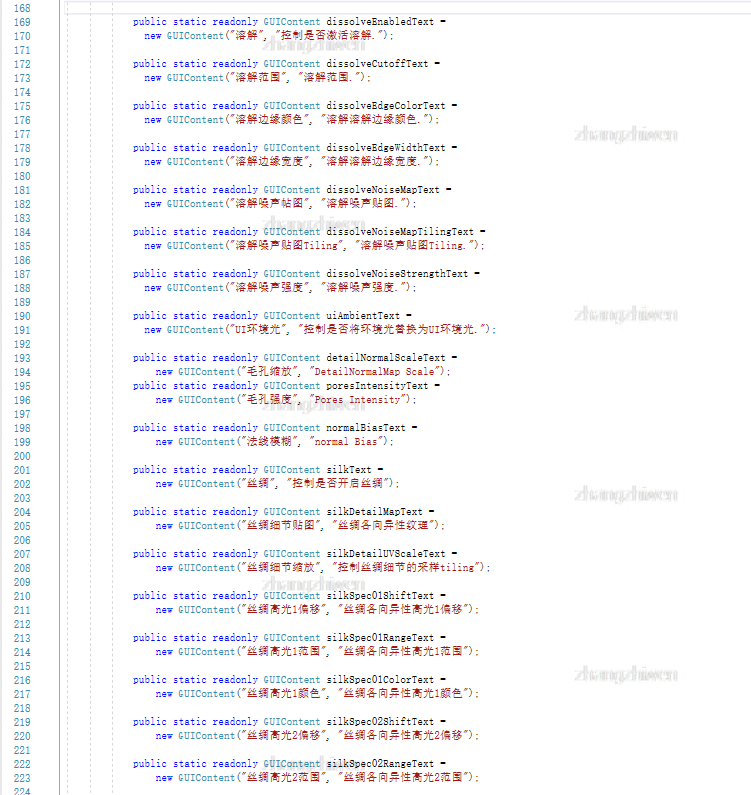 168
169 public static readonly GUIContent dissolveEnabledText =
170 new GUIContent("溶解", "控制是否激活溶解.");
171
172 public static readonly GUIContent dissolveCutoffText =
173 new GUIContent("溶解范围", "溶解范围.");
174
175 public static readonly GUIContent dissolveEdgeColorText =
176 new GUIContent("溶解边缘颜色", "溶解溶解边缘颜色.");
177
178 public static readonly GUIContent dissolveEdgeWidthText =
179 new GUIContent("溶解边缘宽度", "溶解溶解边缘宽度.");
180
181 public static readonly GUIContent dissolveNoiseMapText =
182 new GUIContent("溶解噪声帖图", "溶解噪声贴图.");
183
184 public static readonly GUIContent dissolveNoiseMapTilingText =
185 new GUIContent("溶解噪声贴图Tiling", "溶解噪声贴图Tiling.");
186
187 public static readonly GUIContent dissolveNoiseStrengthText =
188 new GUIContent("溶解噪声强度", "溶解噪声强度.");
189
190 public static readonly GUIContent uiAmbientText =
191 new GUIContent("UI环境光", "控制是否将环境光替换为UI环境光.");
192
193 public static readonly GUIContent detailNormalScaleText =
194 new GUIContent("毛孔缩放", "DetailNormalMap Scale");
195 public static readonly GUIContent poresIntensityText =
196 new GUIContent("毛孔强度", "Pores Intensity");
197
198 public static readonly GUIContent normalBiasText =
199 new GUIContent("法线模糊", "normal Bias");
200
201 public static readonly GUIContent silkText =
202 new GUIContent("丝绸", "控制是否开启丝绸");
203
204 public static readonly GUIContent silkDetailMapText =
205 new GUIContent("丝绸细节贴图", "丝绸各向异性纹理");
206
207 public static readonly GUIContent silkDetailUVScaleText =
208 new GUIContent("丝绸细节缩放", "控制丝绸细节的采样tiling");
209
210 public static readonly GUIContent silkSpec01ShiftText =
211 new GUIContent("丝绸高光1偏移", "丝绸各向异性高光1偏移");
212
213 public static readonly GUIContent silkSpec01RangeText =
214 new GUIContent("丝绸高光1范围", "丝绸各向异性高光1范围");
215
216 public static readonly GUIContent silkSpec01ColorText =
217 new GUIContent("丝绸高光1颜色", "丝绸各向异性高光1颜色");
218
219 public static readonly GUIContent silkSpec02ShiftText =
220 new GUIContent("丝绸高光2偏移", "丝绸各向异性高光2偏移");
221
222 public static readonly GUIContent silkSpec02RangeText =
223 new GUIContent("丝绸高光2范围", "丝绸各向异性高光2范围");
224
zhangzhiwen
zhangzhiwen
zhangzhiwen
zhangzhiwen
zhangzhiwen
zhangzhiwen
zhangzhiwen
zhangzhiwen
zhangzhiwen